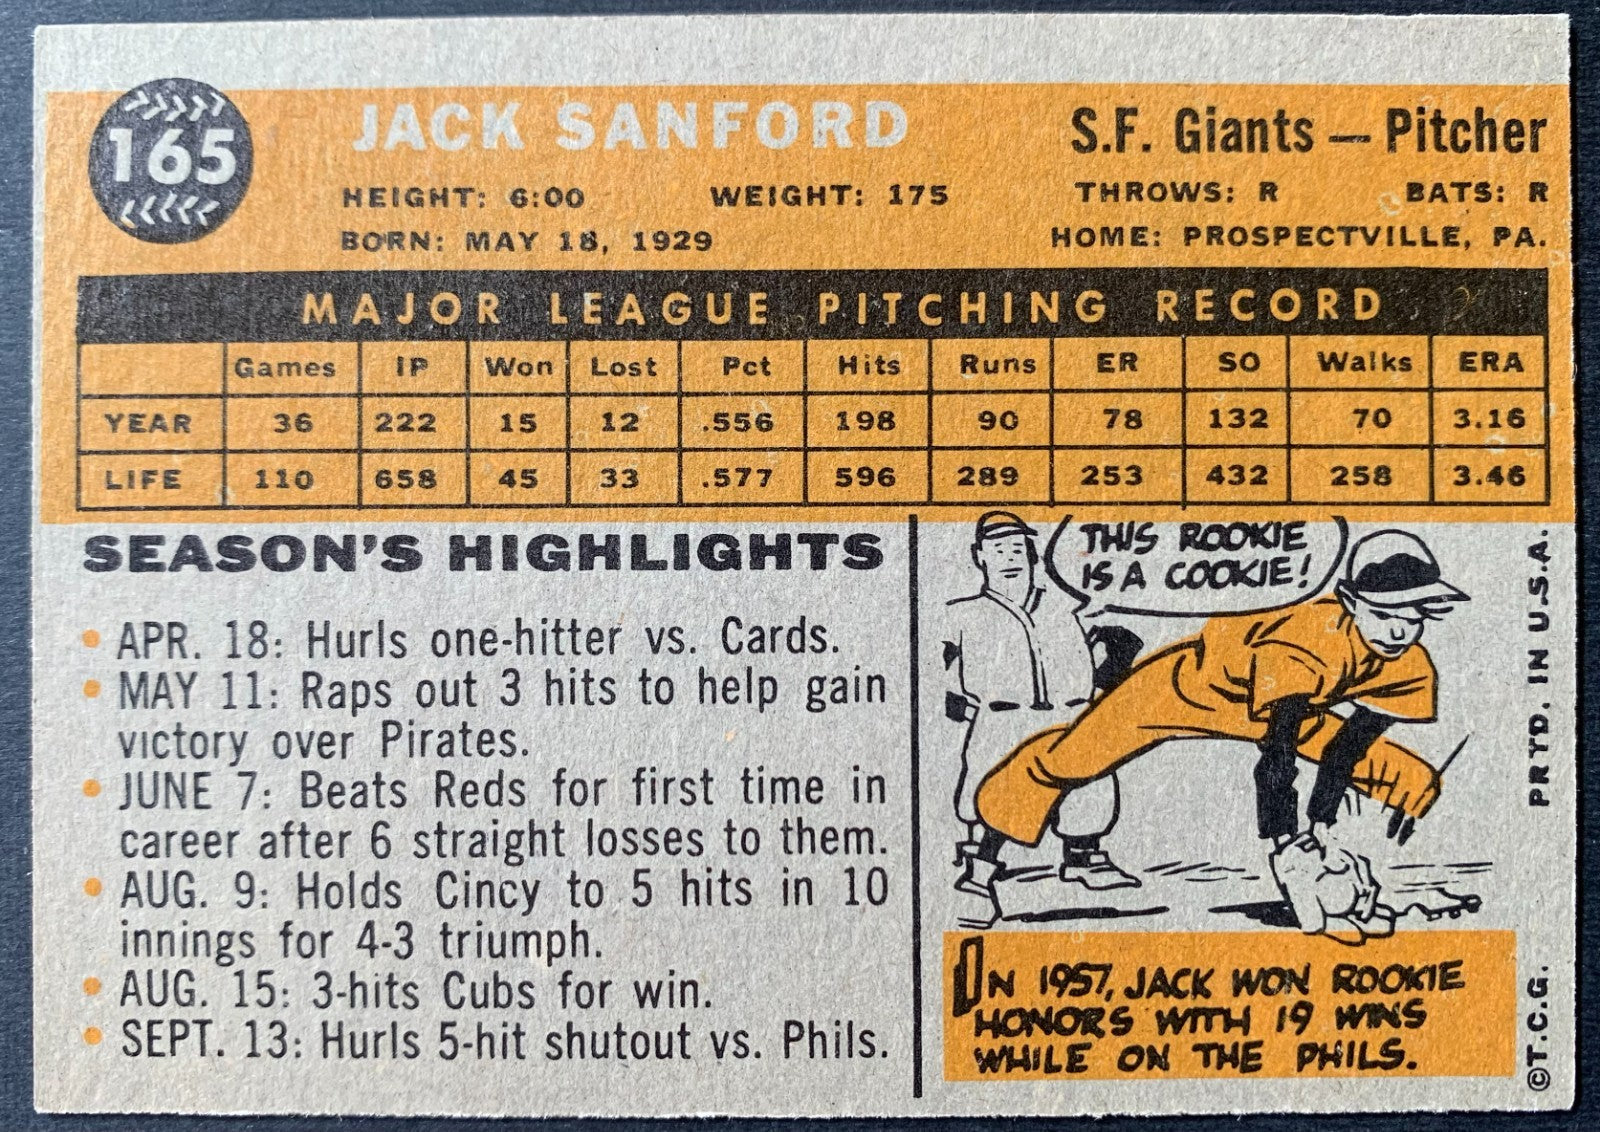 165
JACK SANFORD
S.F. Giants — Pitcher
HEIGHT: 6:00 WEIGHT: 175 THROWS: R BATS: R
BORN: MAY 18, 1929 HOME: PROSPECTVILLE, PA.
MAJOR LEAGUE PITCHING RECORD
Games IP Won Lost Pct Hits Runs ER SO Walks ERA
YEAR 36 222 15 12 .556 198 90 78 132 70 3.16
LIFE 110 658 45 33 .577 596 289 253 432 258 3.46
SEASON'S HIGHLIGHTS
• APR. 18: Hurls one-hitter vs. Cards.
• MAY 11: Raps out 3 hits to help gain
victory over Pirates.
• JUNE 7: Beats Reds for first time in
career after 6 straight losses to them.
• AUG. 9: Holds Cincy to 5 hits in 10
innings for 4-3 triumph.
• AUG. 15: 3-hits Cubs for win.
• SEPT. 13: Hurls 5-hit shutout vs. Phils.
THIS ROOKIE
IS A COOKIE!
IN 1957, JACK WON ROOKIE
HONORS WITH 19 WINS
WHILE ON THE PHILS.
©T.C.G. PRTD. IN U.S.A.